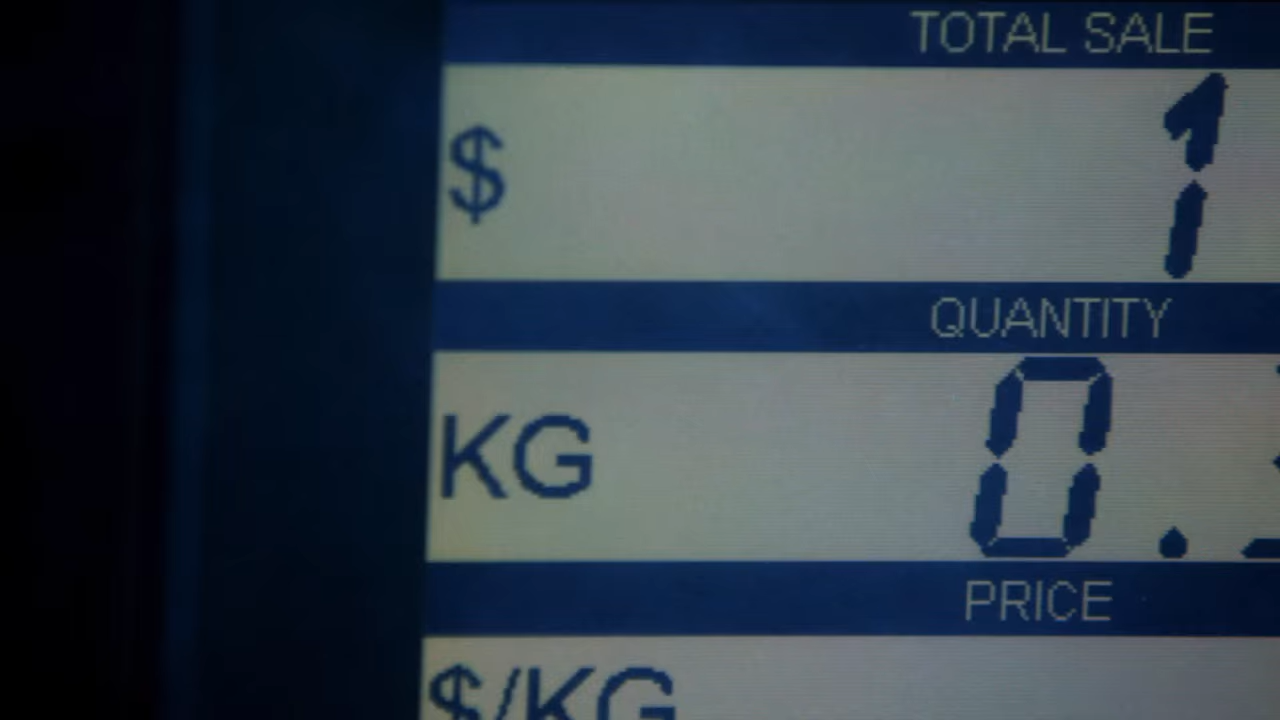 TOTAL SALE
$ 1
QUANTITY
KG 0.
PRICE
$/KG